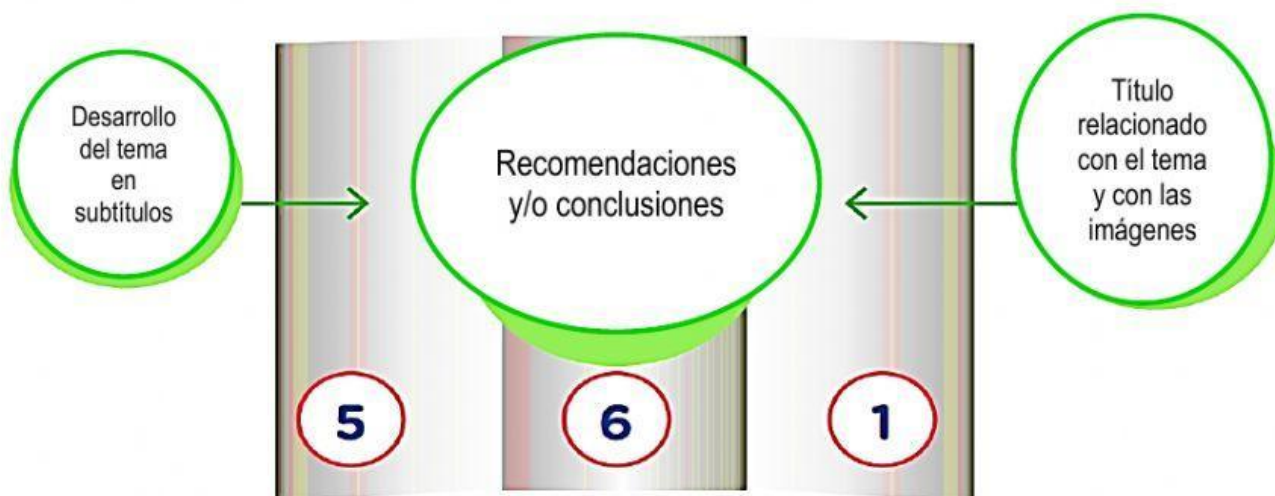 Desarrollo
del tema
en
subtítulos
Recomendaciones
y/o conclusiones
Título
relacionado
con el tema
y con las
imágenes
5
6
1